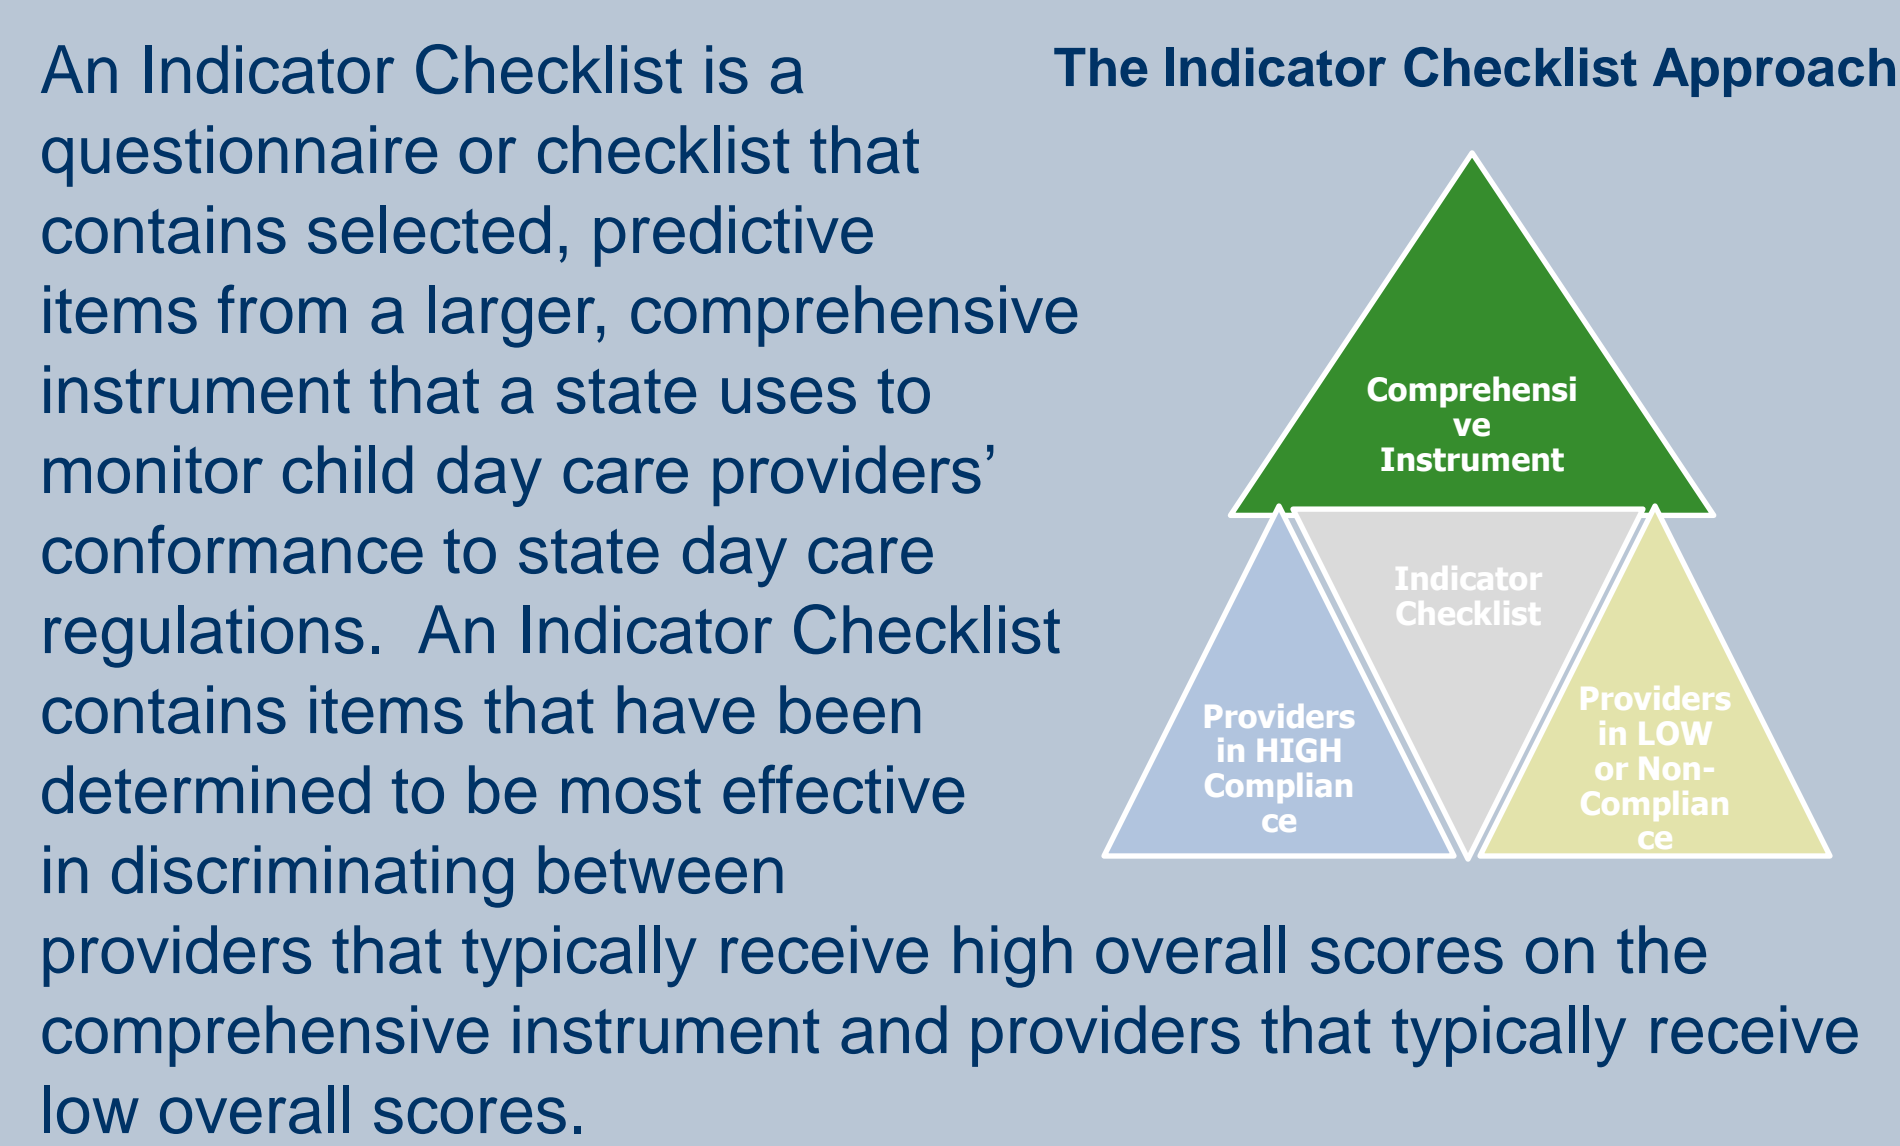 An Indicator Checklist is a
questionnaire or checklist that
contains selected, predictive
items from a larger, comprehensive
instrument that a state uses to
monitor child day care providers’
conformance to state day care
regulations.  An Indicator Checklist
contains items that have been
determined to be most effective
in discriminating between
providers that typically receive high overall scores on the
comprehensive instrument and providers that typically receive
low overall scores.
The Indicator Checklist Approach
Comprehensi
ve
Instrument
Indicator
Checklist
Providers
in HIGH
Complian
ce
Providers
in LOW
or Non-
Complian
ce